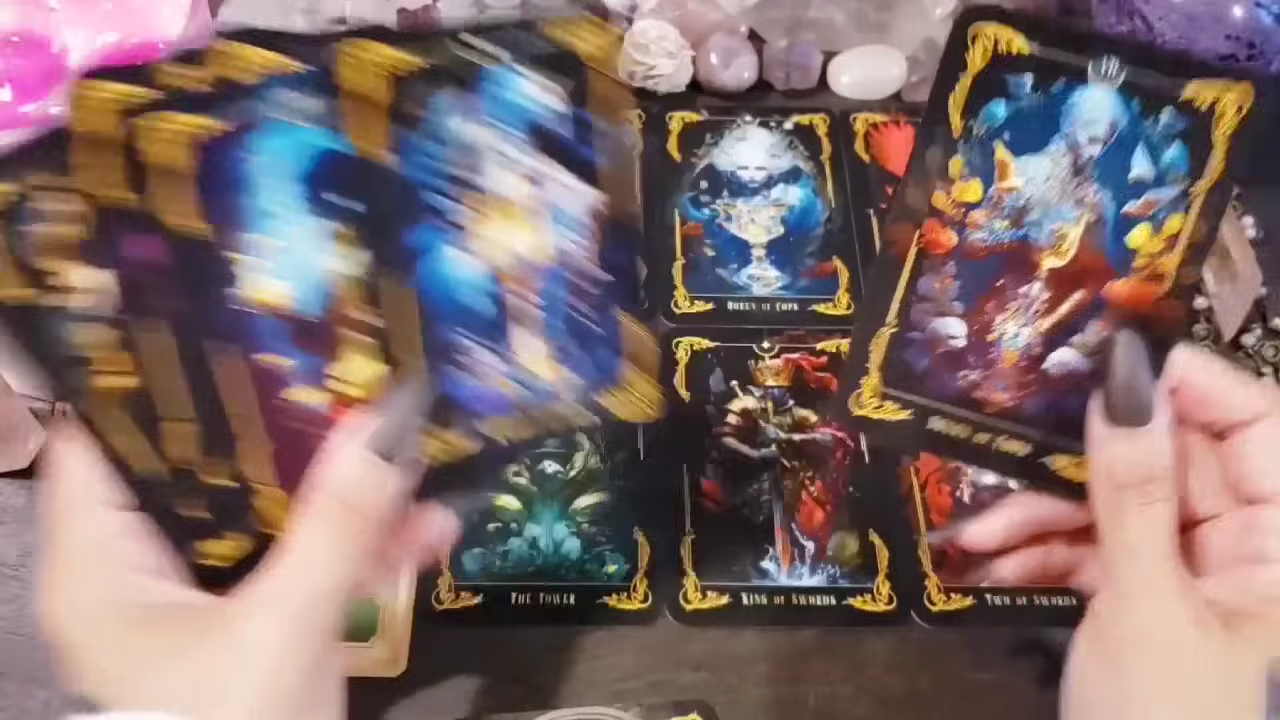 QUEEN OF CUPS
THE TOWER
KING OF SWORDS
TWO OF SWORDS